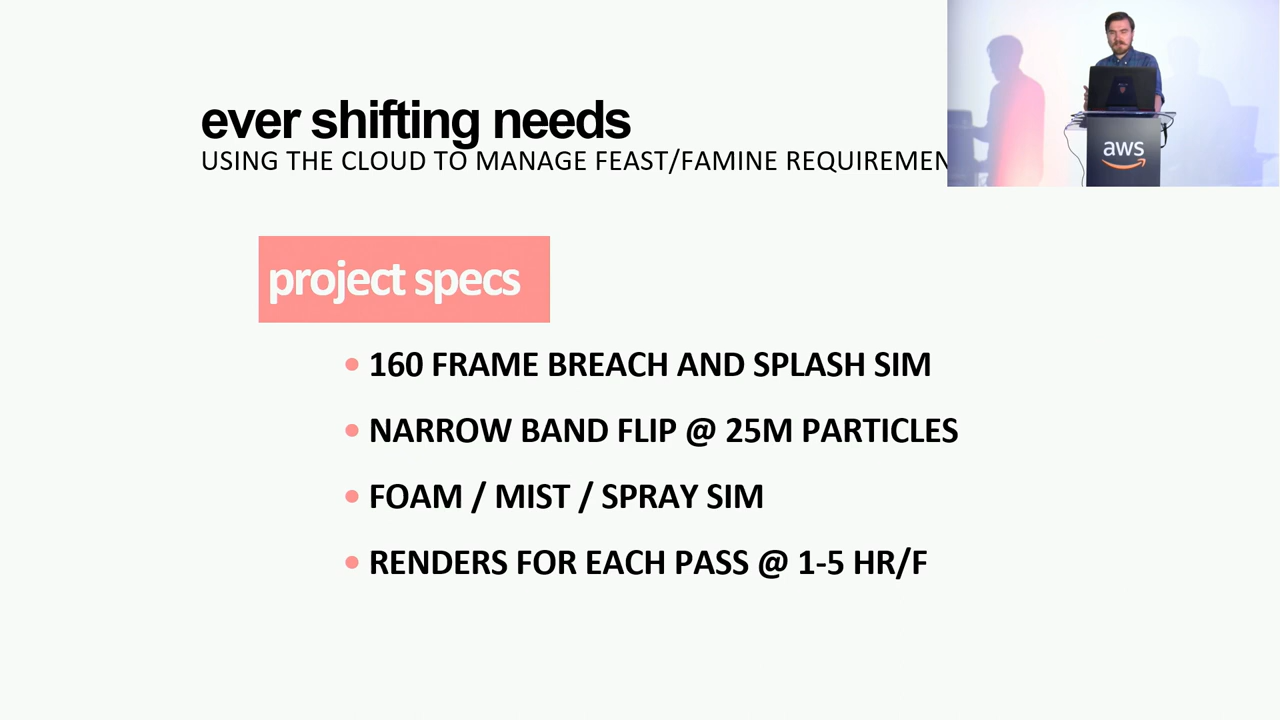 ever shifting needs
USING THE CLOUD TO MANAGE FEAST/FAMINE REQUIREMEN
aws
project specs
• 160 FRAME BREACH AND SPLASH SIM
• NARROW BAND FLIP @ 25M PARTICLES
• FOAM / MIST / SPRAY SIM
• RENDERS FOR EACH PASS @ 1-5 HR/F